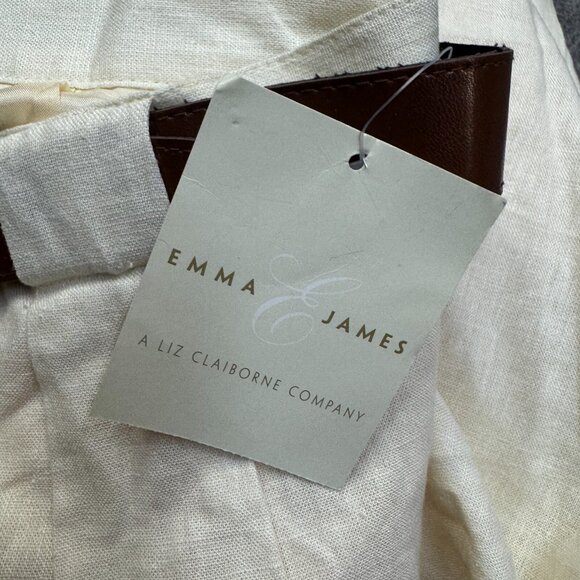 EMMA & JAMES
A LIZ CLAIBORNE COMPANY